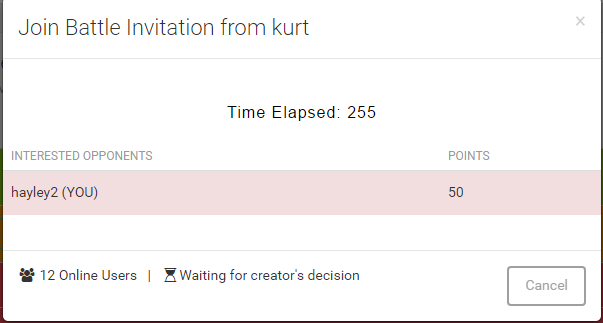 Join Battle Invitation from kurt
×
Time Elapsed: 255
INTERESTED OPPONENTS POINTS
hayley2 (YOU) 50
12 Online Users | Waiting for creator's decision
Cancel